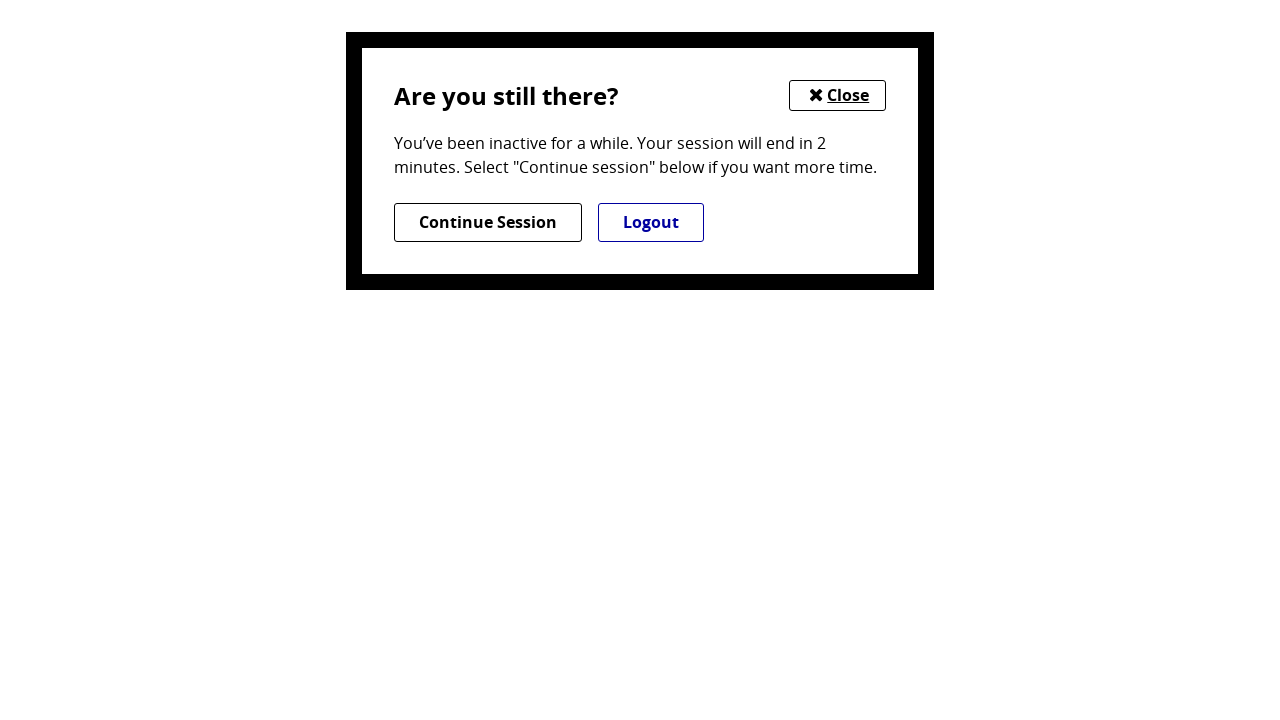 Are you still there?
✖ Close
You’ve been inactive for a while. Your session will end in 2
minutes. Select "Continue session" below if you want more time.
Continue Session
Logout